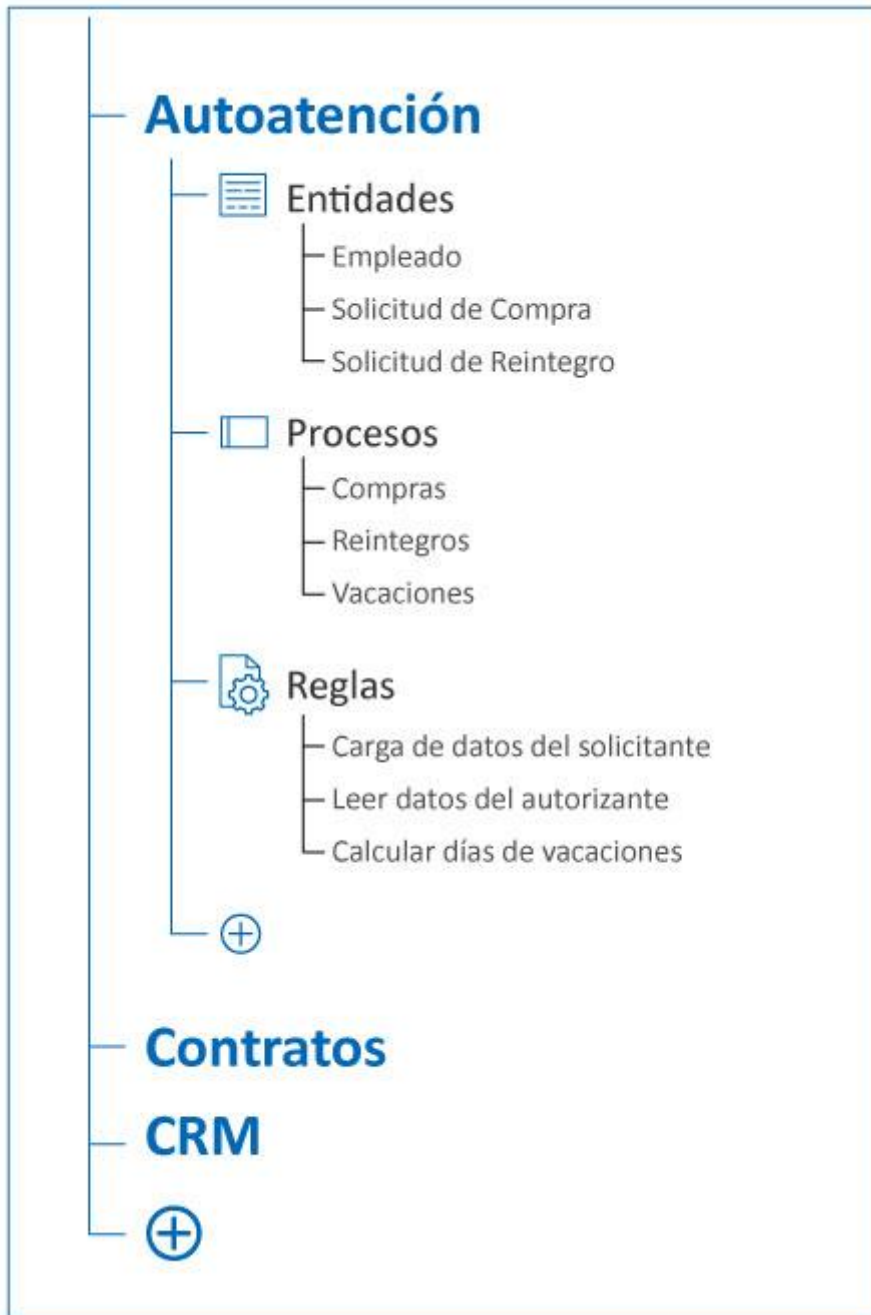 Autoatención
Entidades
Empleado
Solicitud de Compra
Solicitud de Reintegro
Procesos
Compras
Reintegros
Vacaciones
Reglas
Carga de datos del solicitante
Leer datos del autorizante
Calcular días de vacaciones
Contratos
CRM